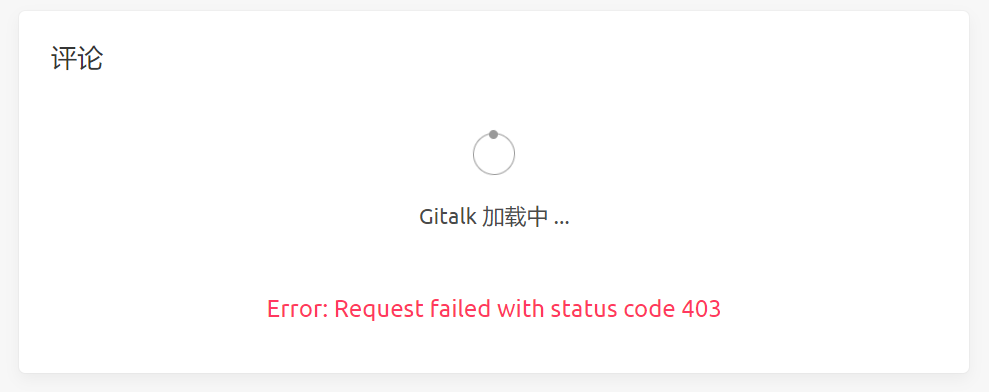 评论
Gitalk 加载中 ...
Error: Request failed with status code 403